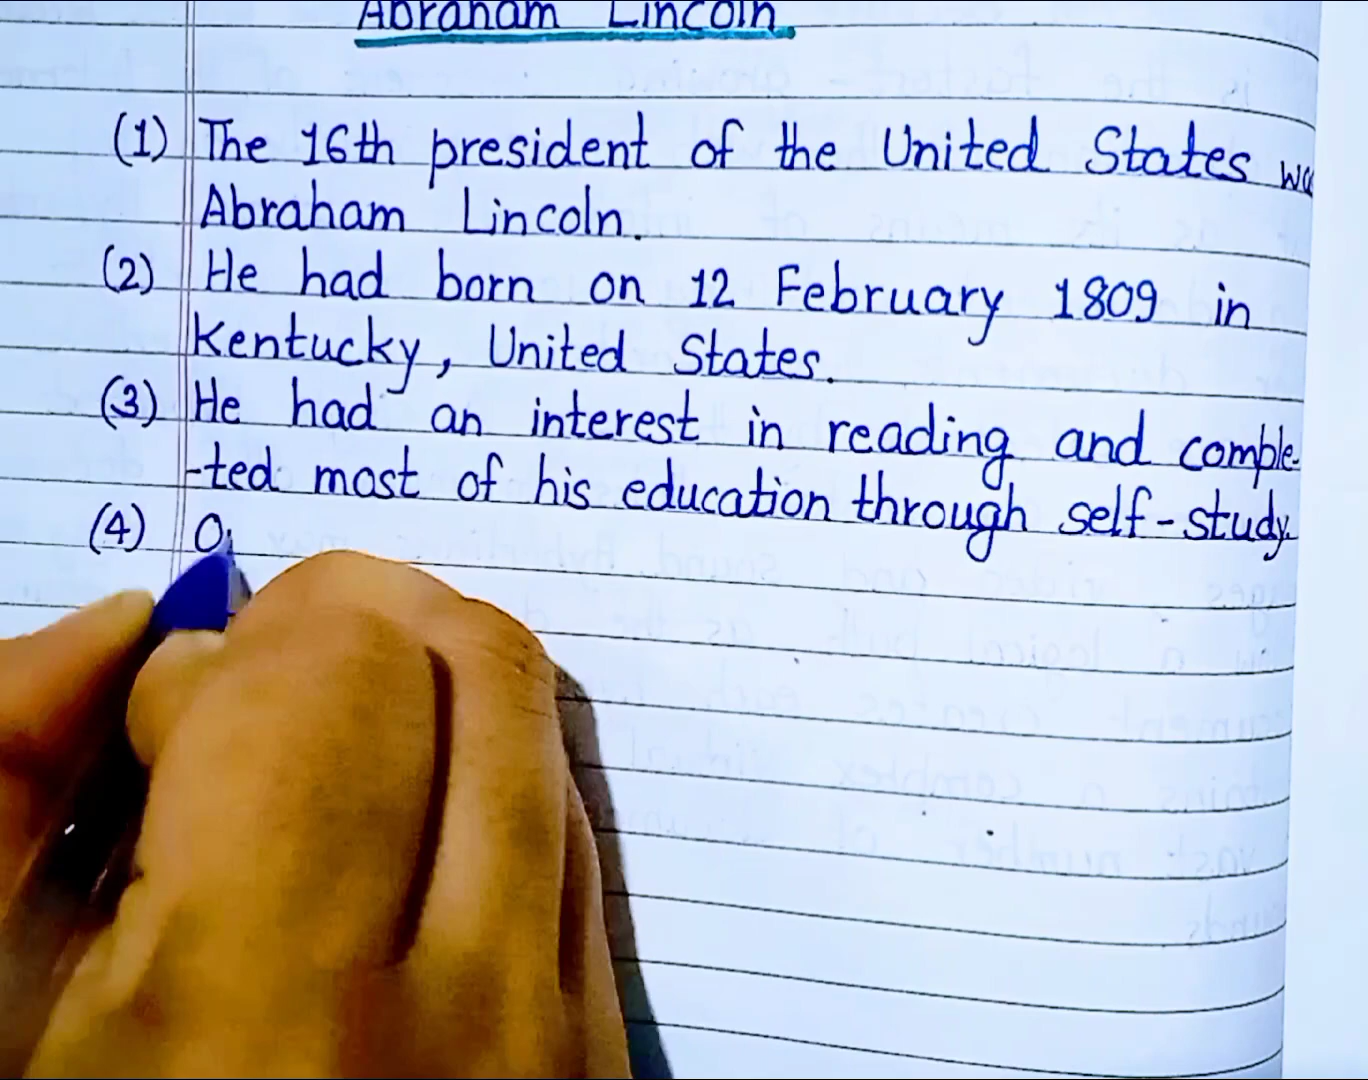 Abraham Lincoln
(1) The 16th president of the United States wa
Abraham Lincoln.
(2) He had born on 12 February 1809 in
Kentucky, United States.
(3) He had an interest in reading and comple-
-ted most of his education through self-study.
(4) O